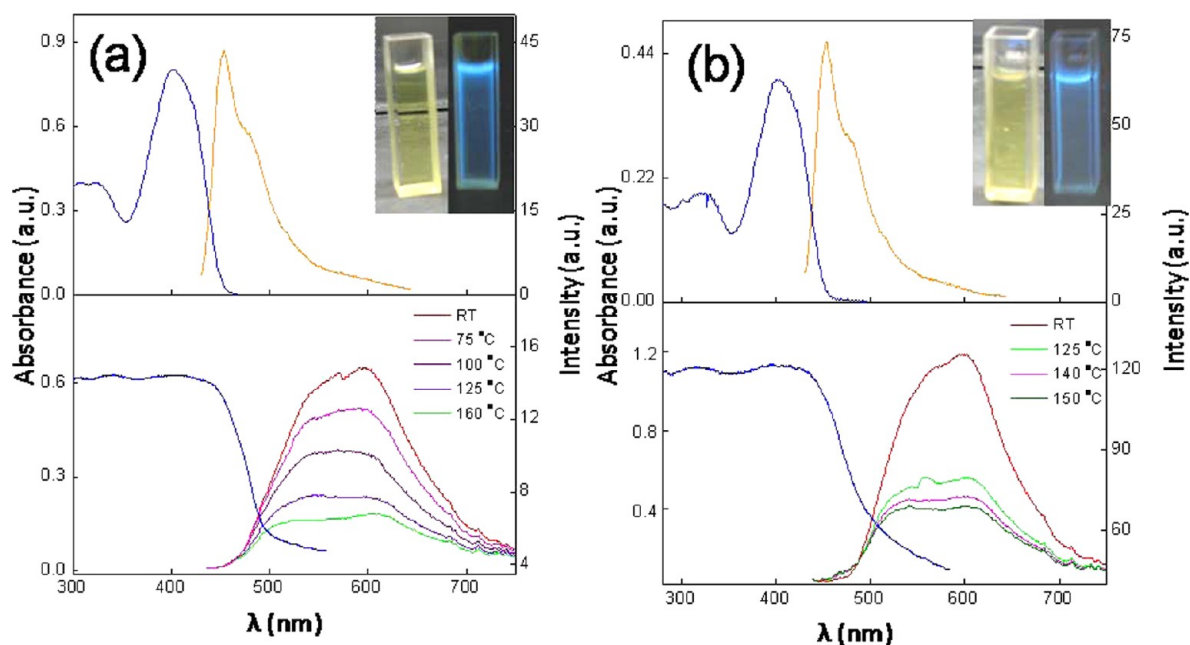 (a)
0.9
0.6
0.3
0.0
45
30
15
0
Absorbance (a.u.)
Intensity (a.u.)
0.6
0.3
0.0
16
12
8
4
RT
75 °C
100 °C
125 °C
160 °C
300 400 500 600 700
λ (nm)
(b)
0.44
0.22
0.00
75
50
25
0
Absorbance (a.u.)
Intensity (a.u.)
1.2
0.8
0.4
120
90
60
RT
125 °C
140 °C
150 °C
300 400 500 600 700
λ (nm)